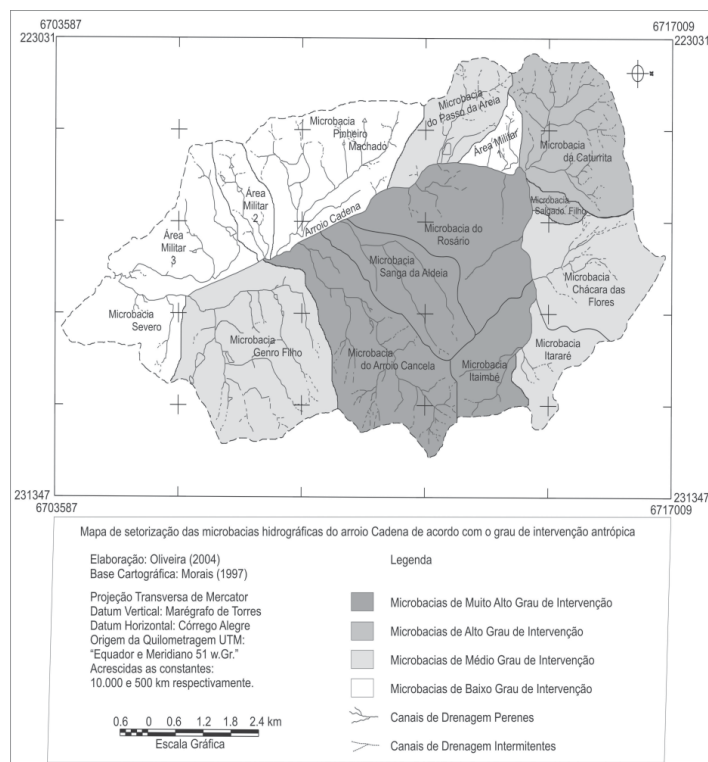 6703587
223031
6717009
223031
Microbacia
do Passo da Areia
Microbacia
Pinheiro
Machado
Área Militar
Microbacia
da Caturrita
Área
Militar
2
Microbacia
Salgado Filho
Arroio Cadena
Microbacia do
Rosário
Área
Militar
3
Microbacia
Sanga da Aldeia
Microbacia
Chácara das
Flores
Microbacia
Severo
Microbacia
Genro Filho
Microbacia
do Arroio Cancela
Microbacia
Itaimbé
Microbacia
Itararé
231347
6703587
231347
6717009
Mapa de setorização das microbacias hidrográficas do arroio Cadena de acordo com o grau de intervenção antrópica
Elaboração: Oliveira (2004)
Base Cartográfica: Morais (1997)
Projeção Transversa de Mercator
Datum Vertical: Marégrafo de Torres
Datum Horizontal: Córrego Alegre
Origem da Quilometragem UTM:
"Equador e Meridiano 51 w.Gr."
Acrescidas as constantes:
10.000 e 500 km respectivamente.
0.6 0 0.6 1.2 1.8 2.4 km
Escala Gráfica
Legenda
Microbacias de Muito Alto Grau de Intervenção
Microbacias de Alto Grau de Intervenção
Microbacias de Médio Grau de Intervenção
Microbacias de Baixo Grau de Intervenção
Canais de Drenagem Perenes
Canais de Drenagem Intermitentes